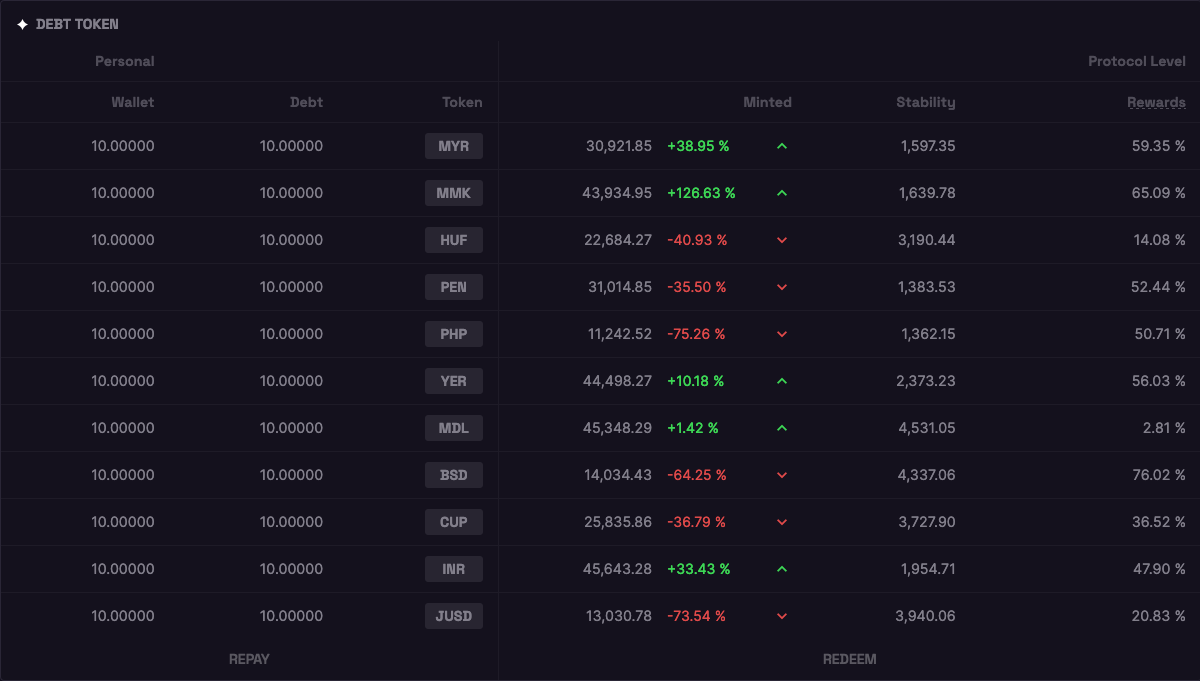 ✦ DEBT TOKEN
Personal Protocol Level
Wallet Debt Token Minted Stability Rewards
10.00000 10.00000 MYR 30,921.85 +38.95 % 1,597.35 59.35 %
10.00000 10.00000 MMK 43,934.95 +126.63 % 1,639.78 65.09 %
10.00000 10.00000 HUF 22,684.27 -40.93 % 3,190.44 14.08 %
10.00000 10.00000 PEN 31,014.85 -35.50 % 1,383.53 52.44 %
10.00000 10.00000 PHP 11,242.52 -75.26 % 1,362.15 50.71 %
10.00000 10.00000 YER 44,498.27 +10.18 % 2,373.23 56.03 %
10.00000 10.00000 MDL 45,348.29 +1.42 % 4,531.05 2.81 %
10.00000 10.00000 BSD 14,034.43 -64.25 % 4,337.06 76.02 %
10.00000 10.00000 CUP 25,835.86 -36.79 % 3,727.90 36.52 %
10.00000 10.00000 INR 45,643.28 +33.43 % 1,954.71 47.90 %
10.00000 10.00000 JUSD 13,030.78 -73.54 % 3,940.06 20.83 %
REPAY REDEEM